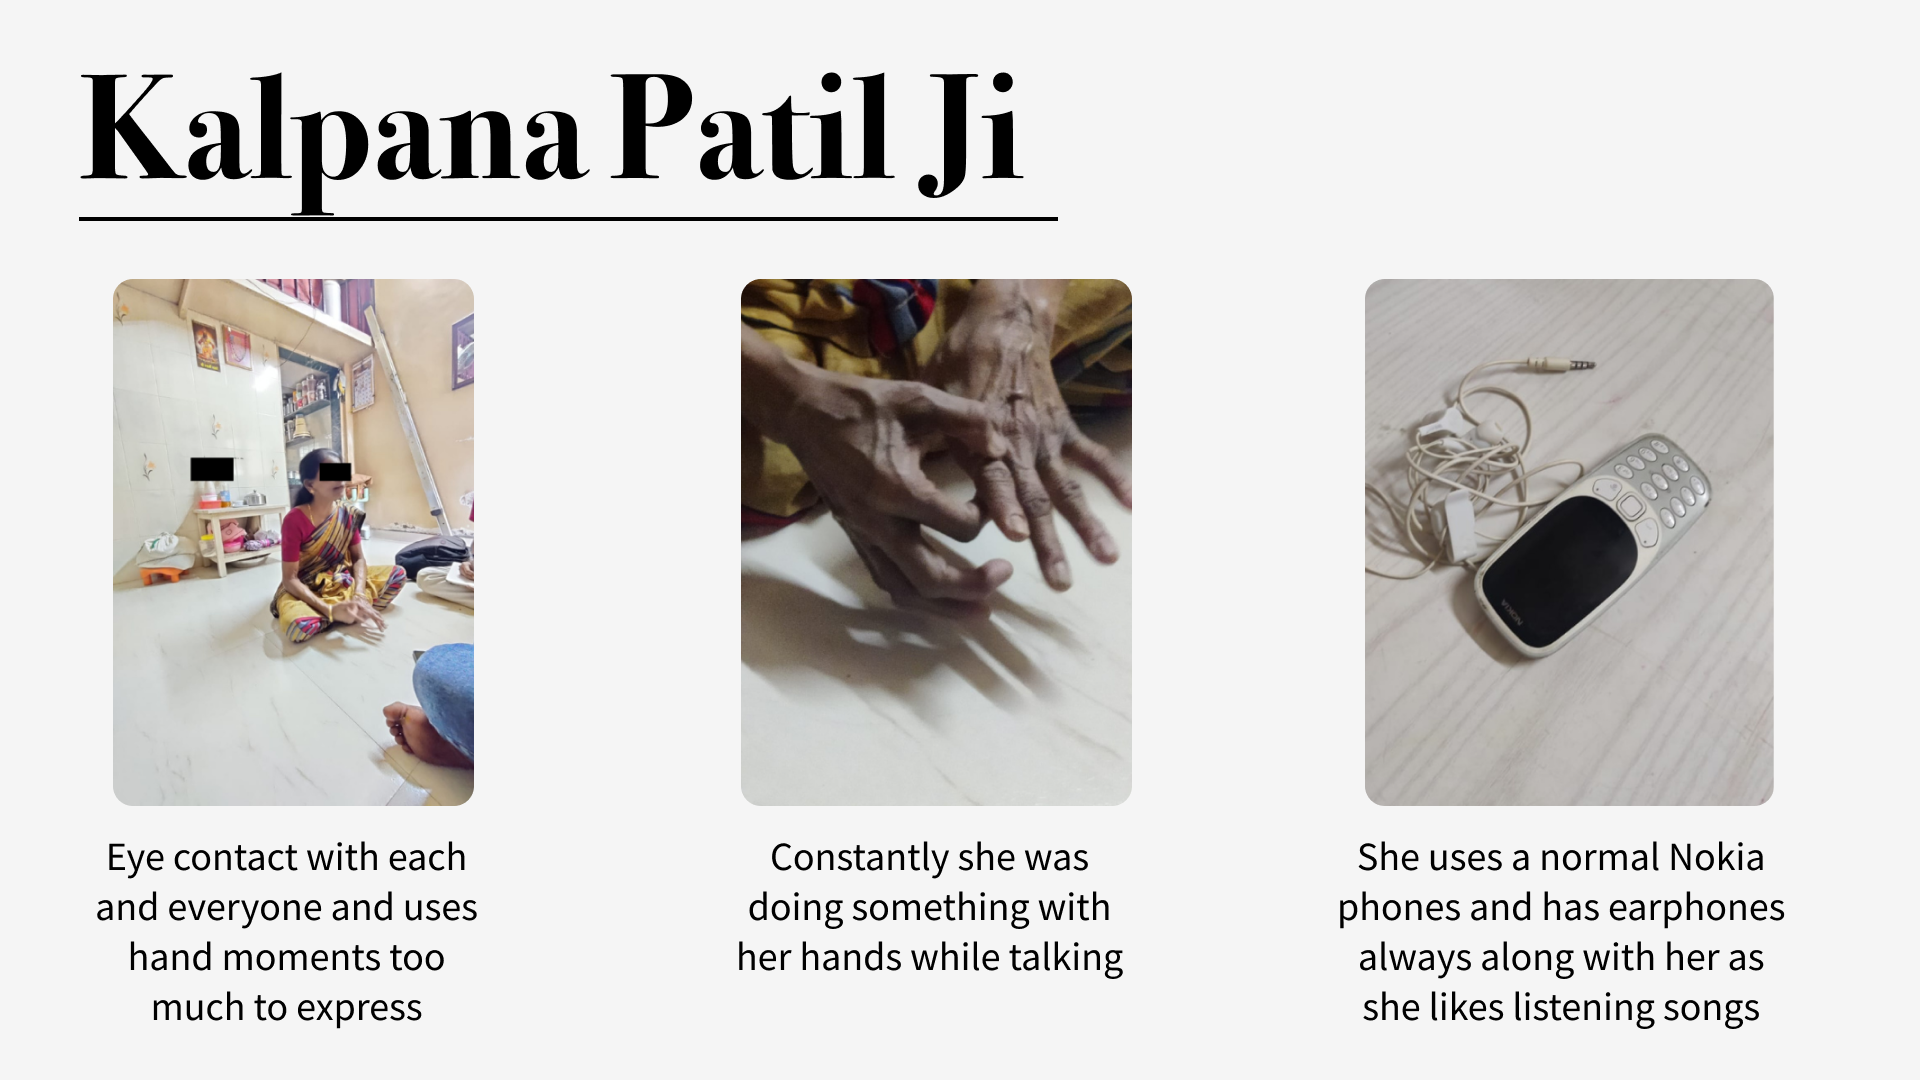 Kalpana Patil Ji
Eye contact with each
and everyone and uses
hand moments too
much to express
Constantly she was
doing something with
her hands while talking
NOKIA
She uses a normal Nokia
phones and has earphones
always along with her as
she likes listening songs